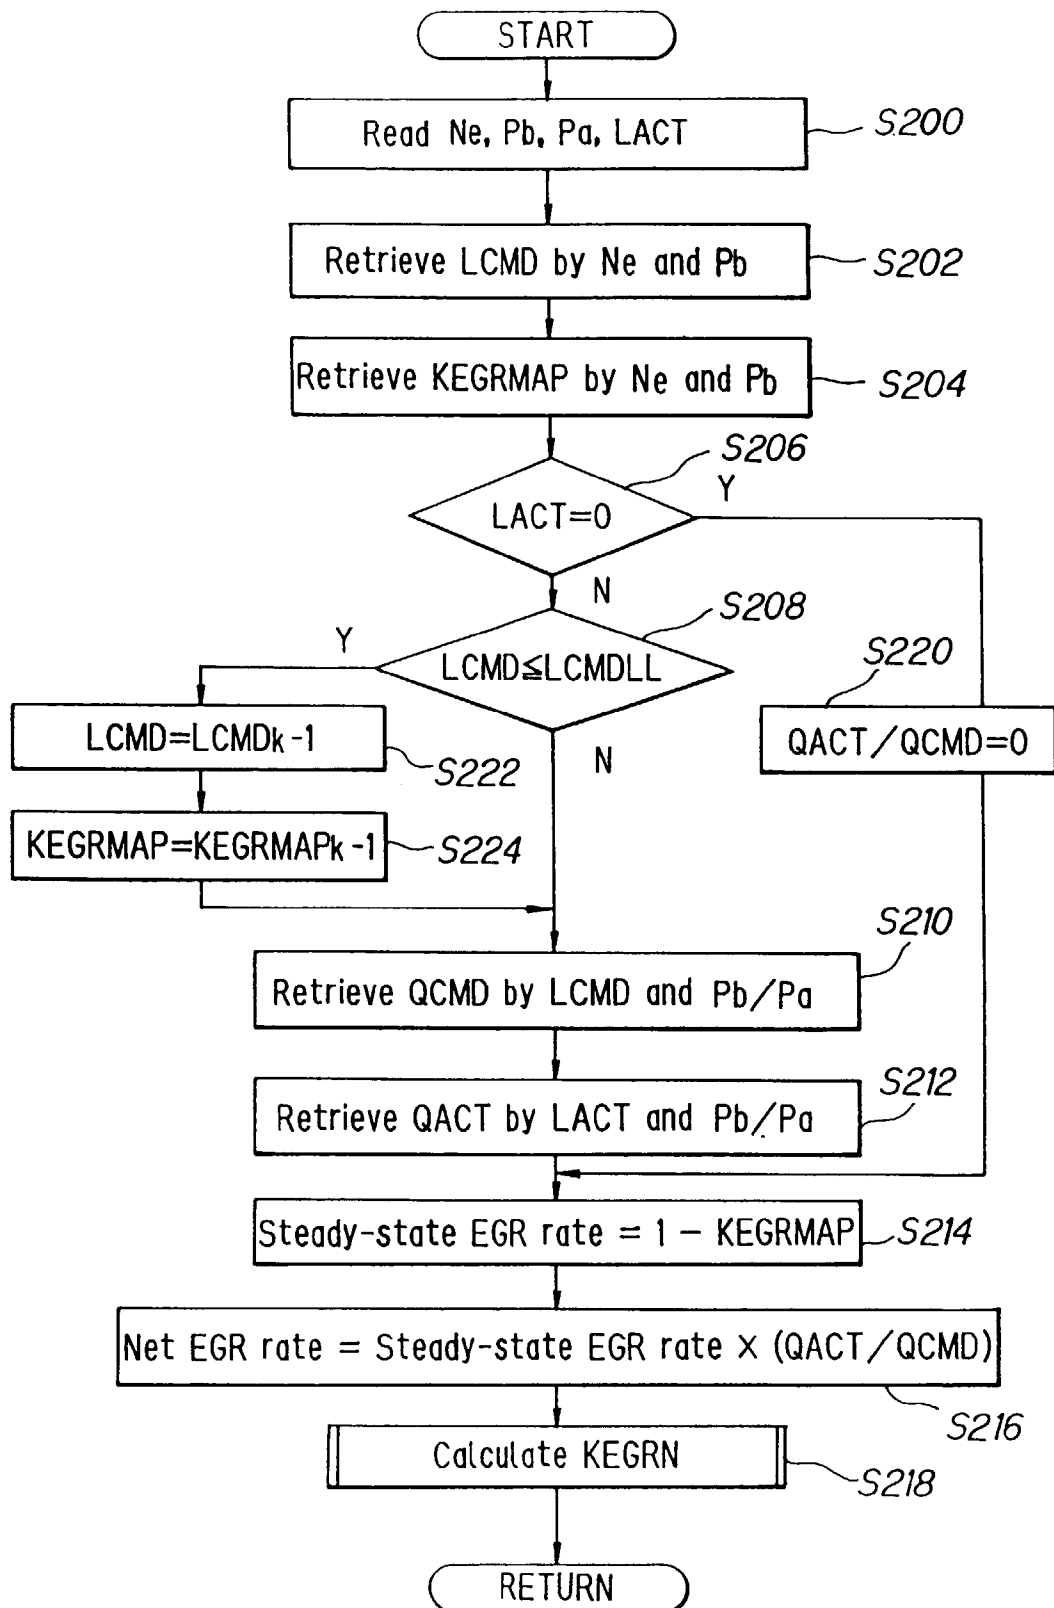 START
Read Ne, Pb, Pa, LACT
S200
Retrieve LCMD by Ne and Pb
S202
Retrieve KEGRMAP by Ne and Pb
S204
S206
LACT=0
Y
N
S208
LCMD≦LCMDLL
Y
N
S220
QACT/QCMD=0
LCMD=LCMDk-1
S222
KEGRMAP=KEGRMAPk-1
S224
S210
Retrieve QCMD by LCMD and Pb/Pa
S212
Retrieve QACT by LACT and Pb/Pa
Steady-state EGR rate = 1 - KEGRMAP
S214
Net EGR rate = Steady-state EGR rate × (QACT/QCMD)
S216
Calculate KEGRN
S218
RETURN